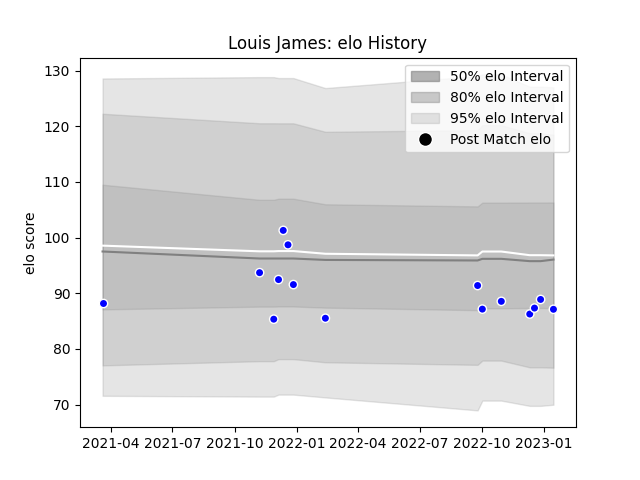 Louis James: elo History
elo score
130
120
110
100
90
80
70
50% elo Interval
80% elo Interval
95% elo Interval
Post Match elo
2021-04 2021-07 2021-10 2022-01 2022-04 2022-07 2022-10 2023-01